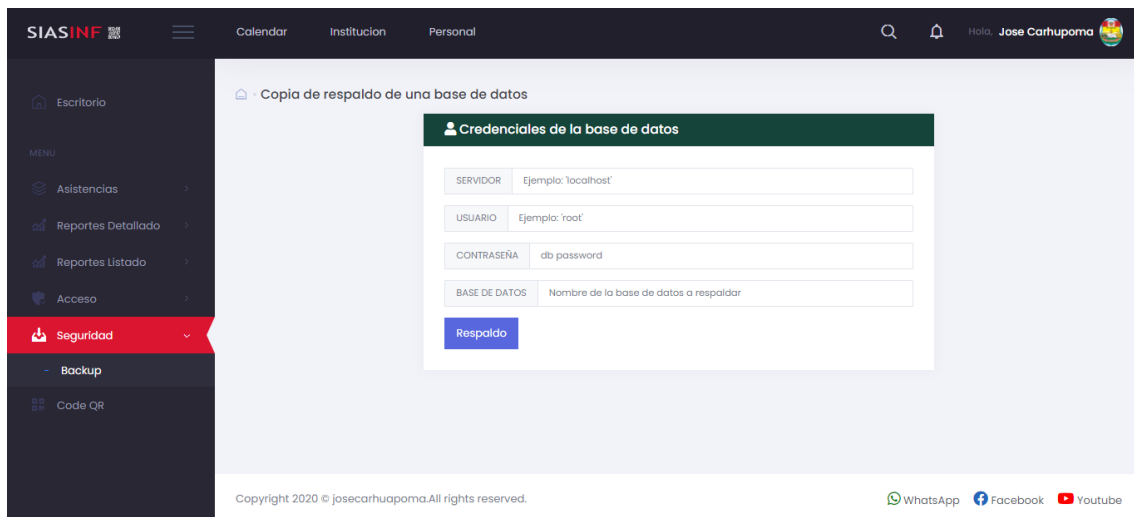 SIASINF
Calendar Institucion Personal
Hola, Jose Carhupoma
Escritorio
MENU
Asistencias
Reportes Detallado
Reportes Listado
Acceso
Seguridad
- Backup
Code QR
Copia de respaldo de una base de datos
Credenciales de la base de datos
SERVIDOR Ejemplo: 'localhost'
USUARIO Ejemplo: 'root'
CONTRASEÑA db password
BASE DE DATOS Nombre de la base de datos a respaldar
Respaldo
Copyright 2020 © josecarhuapoma.All rights reserved.
WhatsApp Facebook Youtube